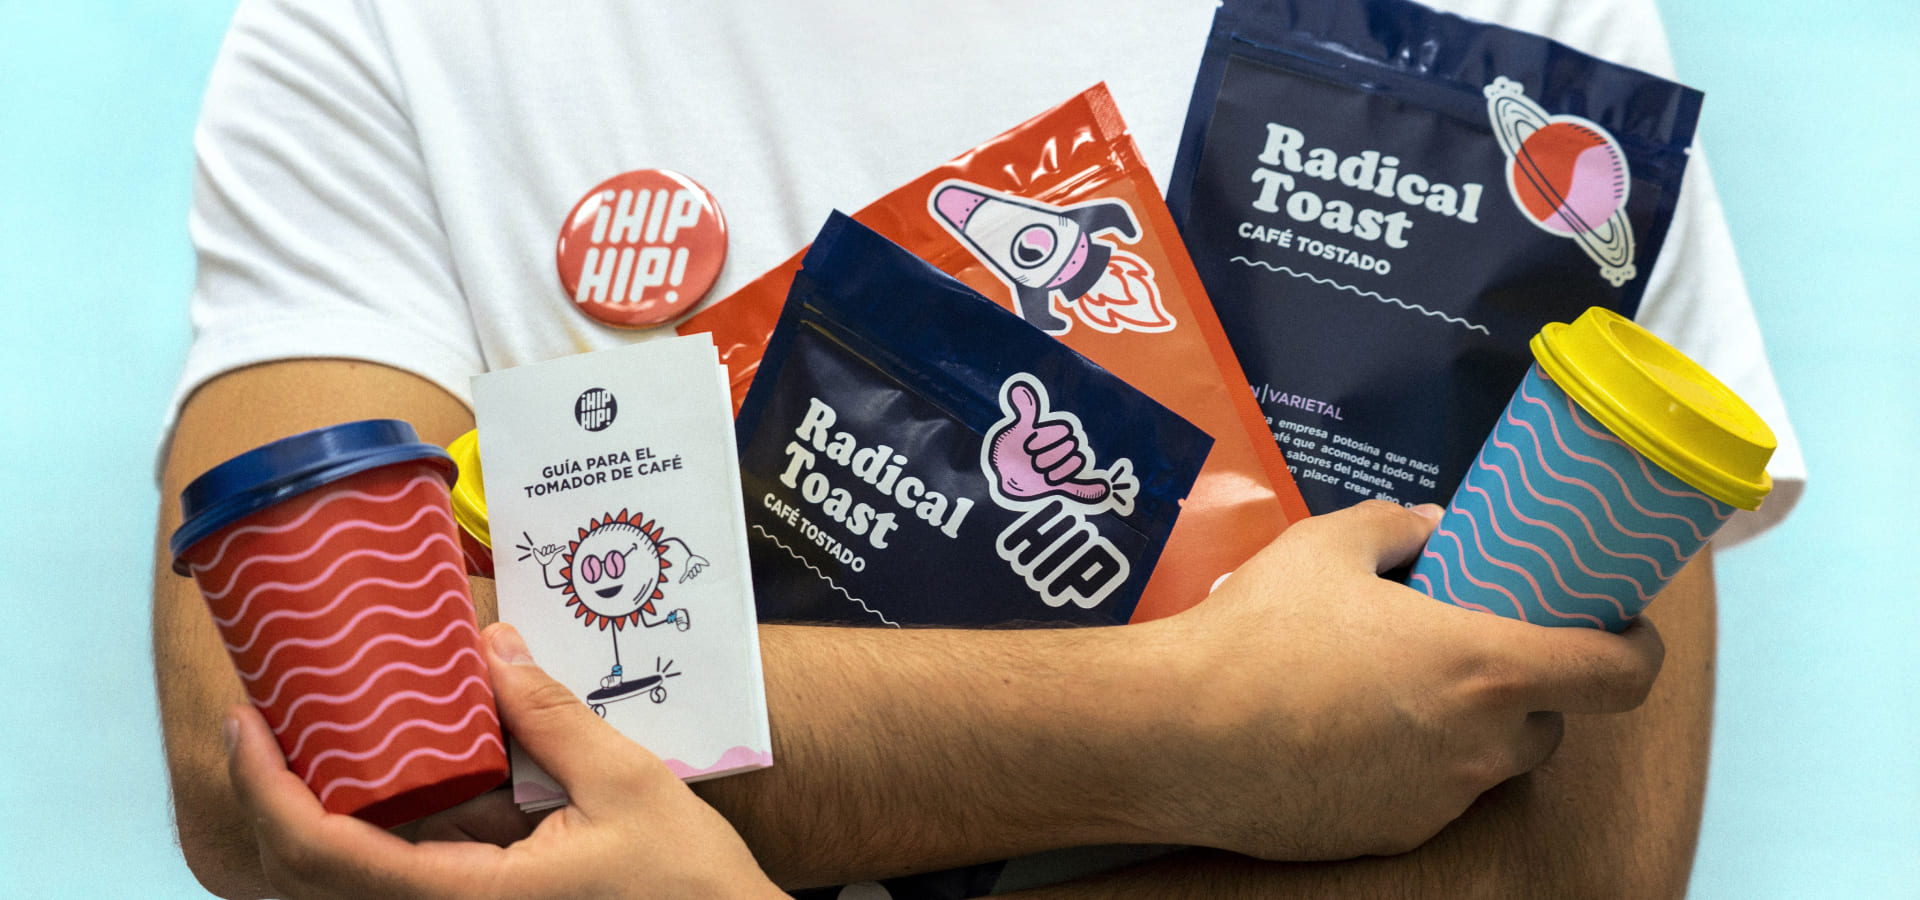 ¡HIP
HIP!
¡HIP
HIP!
GUÍA PARA EL
TOMADOR DE CAFÉ
Radical
Toast
CAFÉ TOSTADO
HIP
Radical
Toast
CAFÉ TOSTADO
VARIETAL
empresa potosina que nació
que acomode a todos los
sabores del planeta.
placer crear algo